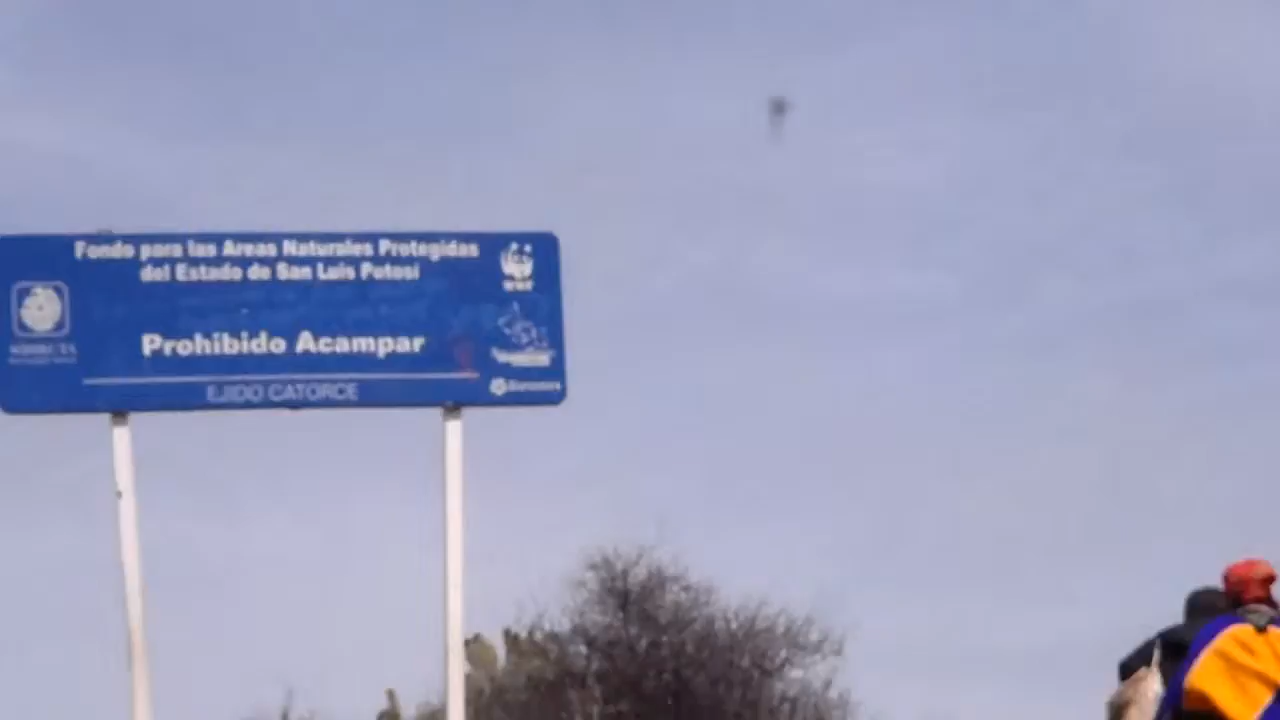 Fondo para las Areas Naturales Protegidas
del Estado de San Luis Potosí
WWF
Prohibido Acampar
EJIDO CATORCE